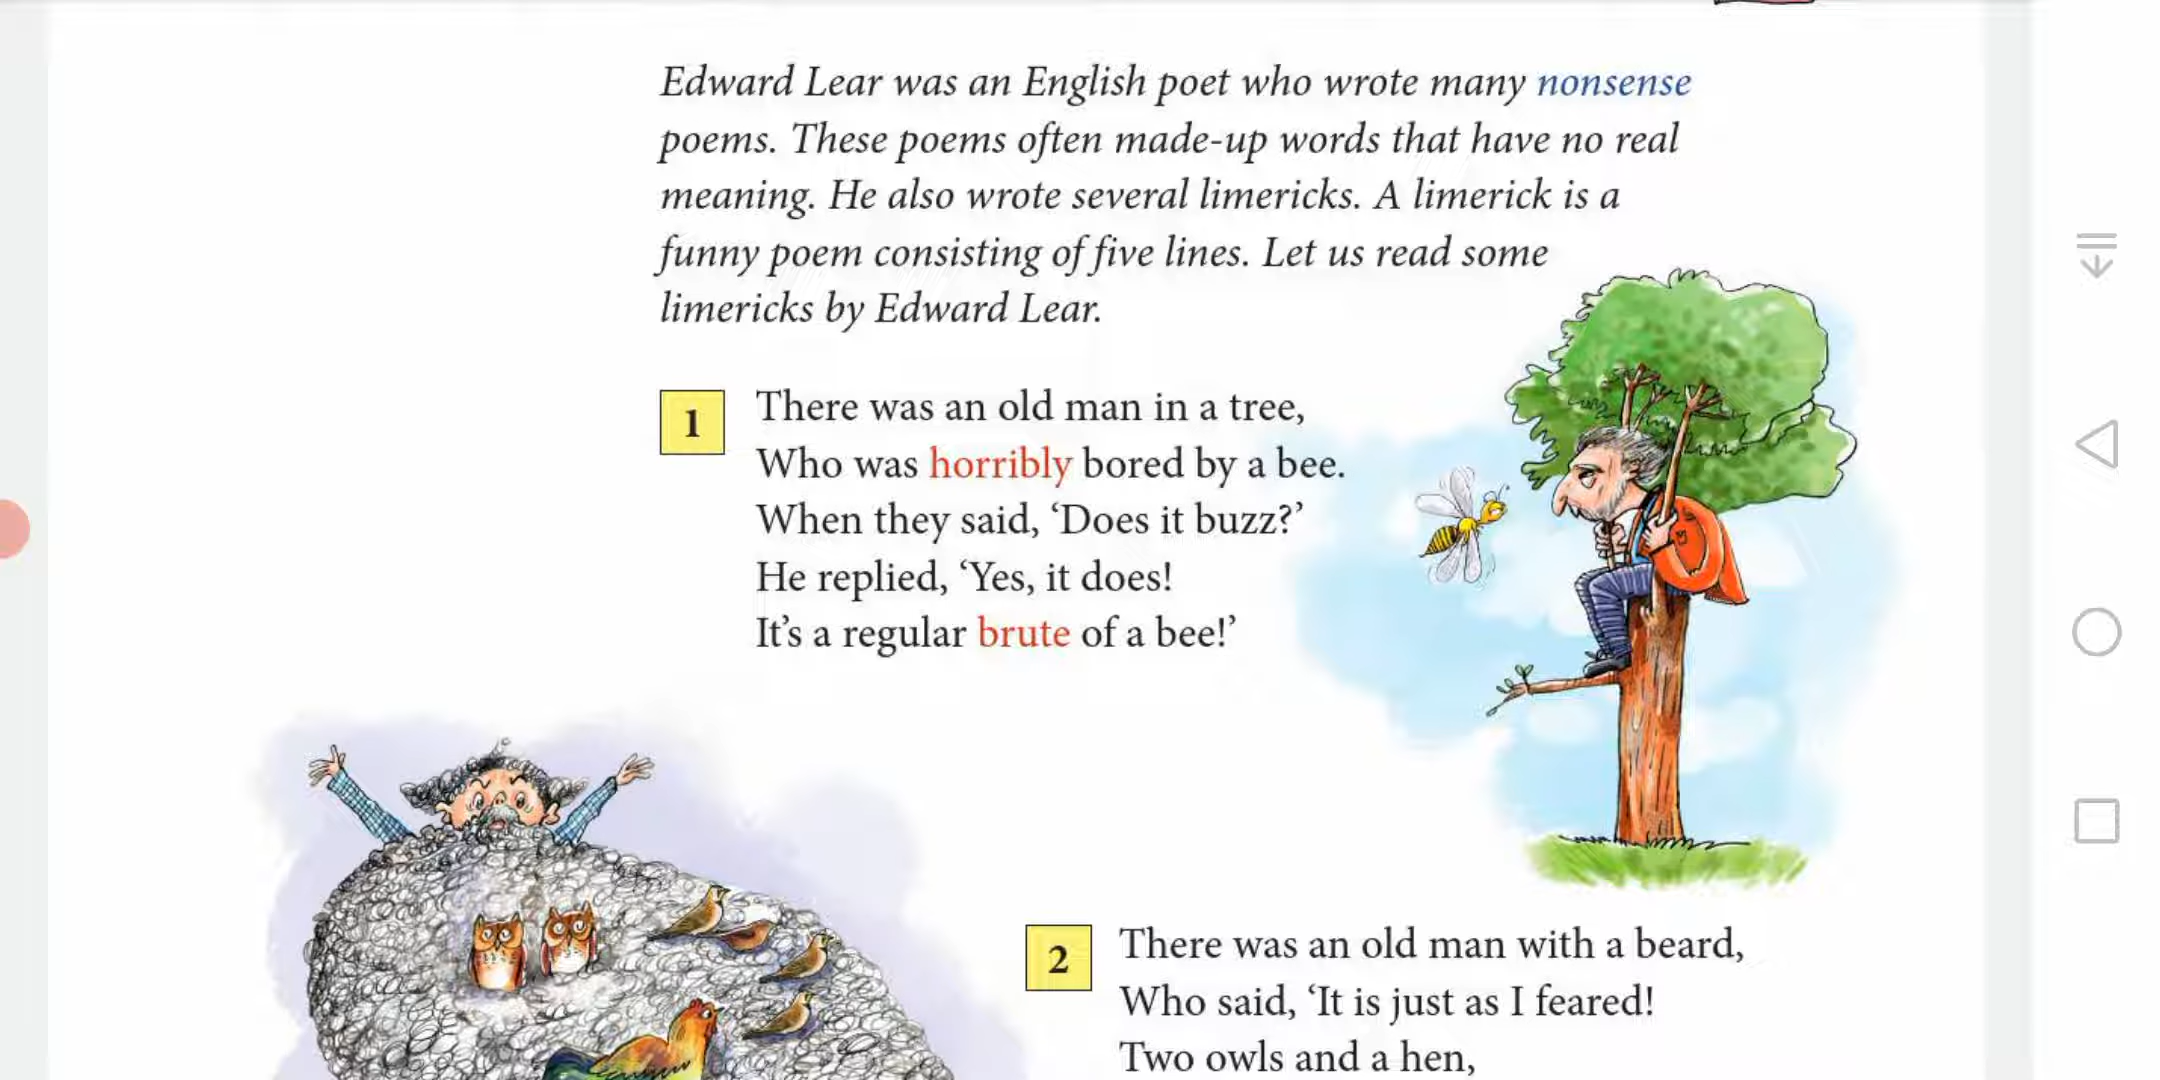 Edward Lear was an English poet who wrote many nonsense
poems. These poems often made-up words that have no real
meaning. He also wrote several limericks. A limerick is a
funny poem consisting of five lines. Let us read some
limericks by Edward Lear.
1
There was an old man in a tree,
Who was horribly bored by a bee.
When they said, ‘Does it buzz?’
He replied, ‘Yes, it does!
It’s a regular brute of a bee!’
2
There was an old man with a beard,
Who said, ‘It is just as I feared!
Two owls and a hen,